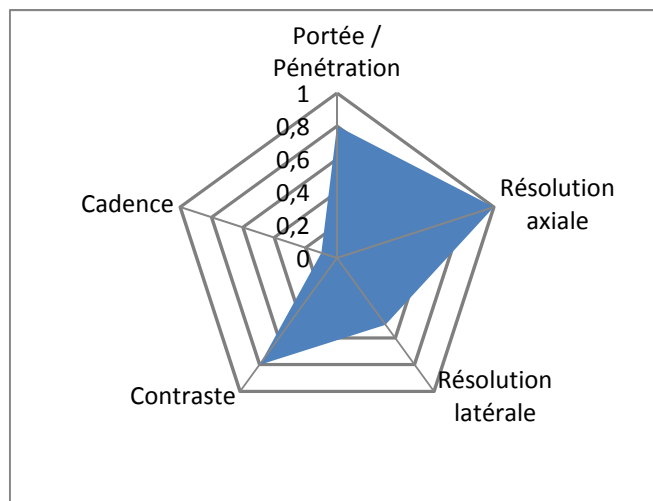 Portée /
Pénétration
1
0,8
0,6
0,4
0,2
0
Résolution
axiale
Cadence
Résolution
latérale
Contraste